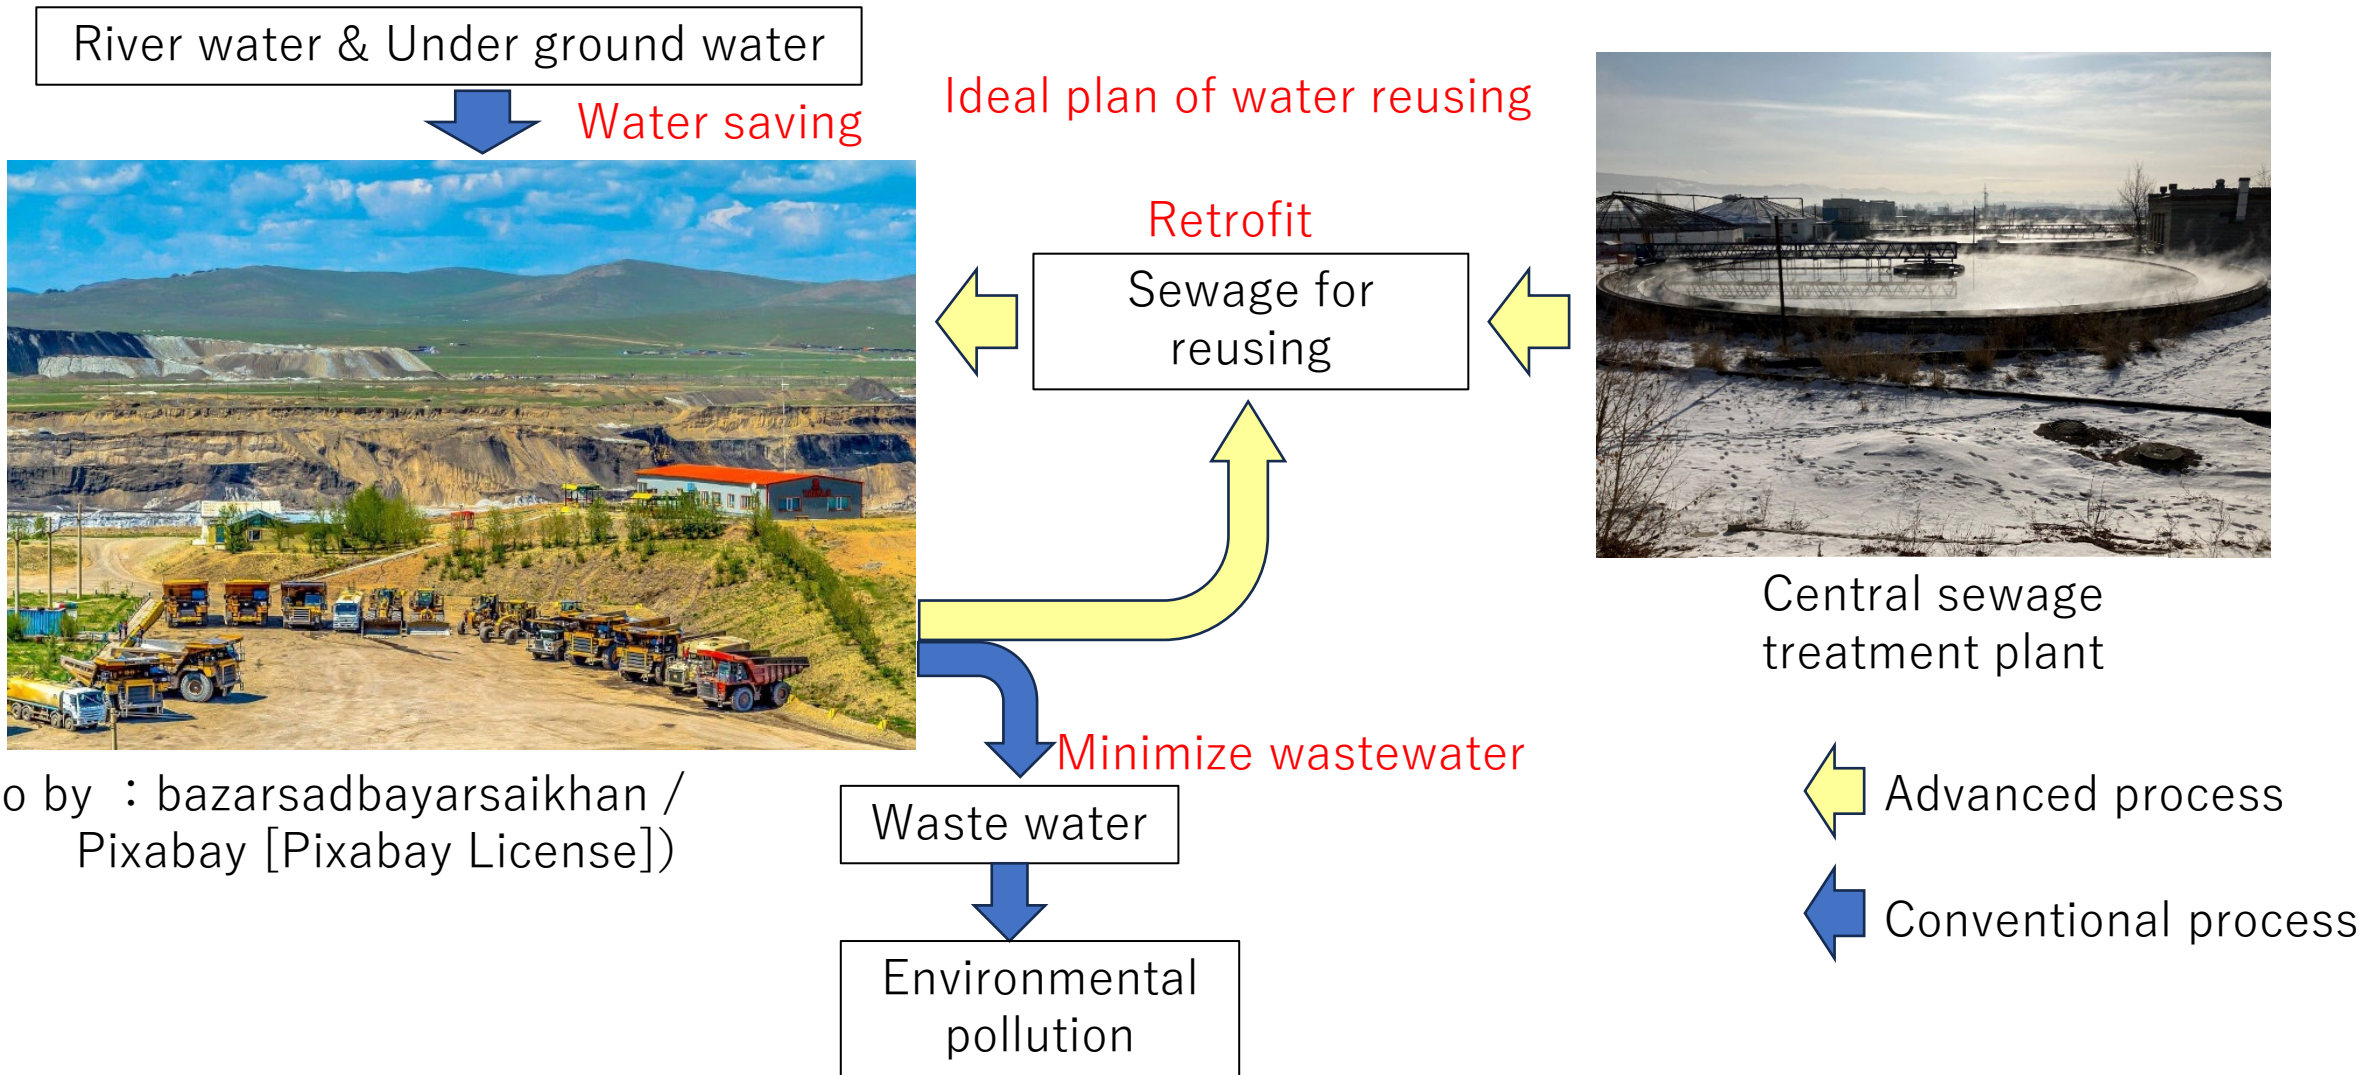 River water & Under ground water
Water saving
Ideal plan of water reusing
Retrofit
Sewage for
reusing
Central sewage
treatment plant
Minimize wastewater
o by ：bazarsadbayarsaikhan /
Pixabay [Pixabay License])
Waste water
Environmental
pollution
Advanced process
Conventional process